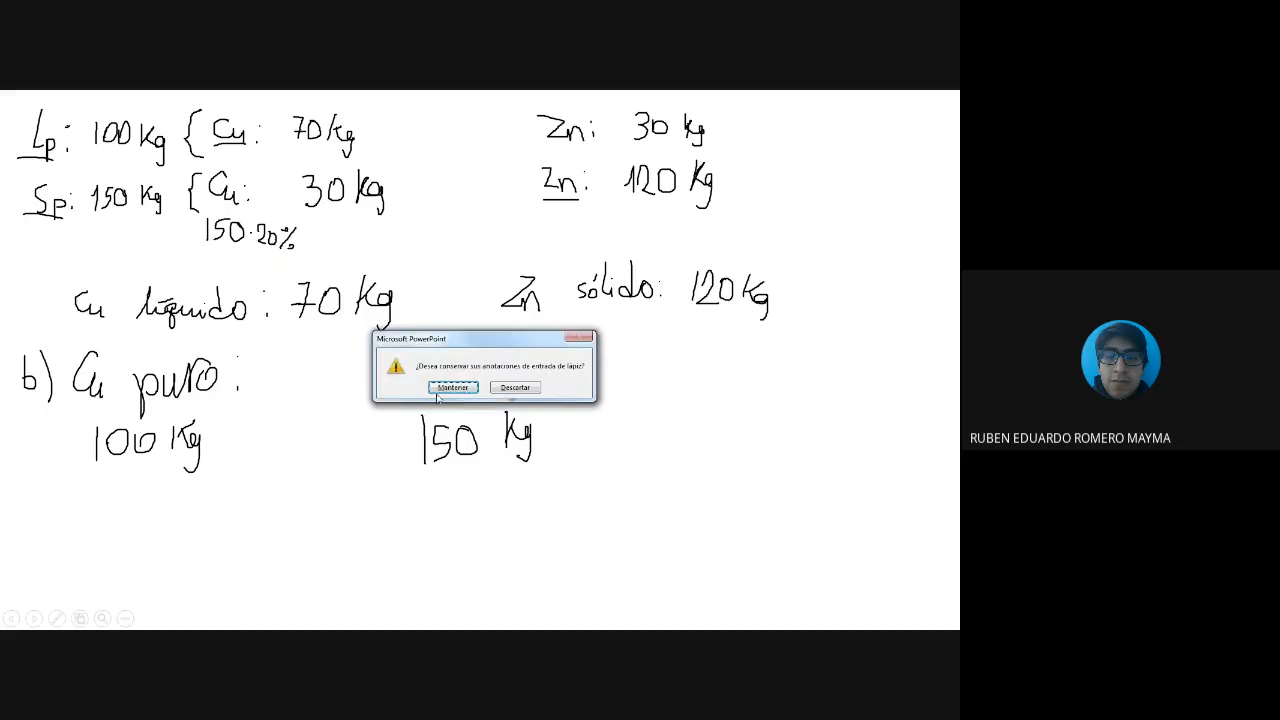 Lp: 100 Kg { Cu: 70 Kg Zn: 30 kg
Sp: 150 Kg { Cu: 30 Kg Zn: 120 Kg
150.20%
Cu líquido: 70 Kg Zn sólido: 120 Kg
Microsoft PowerPoint
¿Desea conservar sus anotaciones de entrada de lápiz?
Mantener Descartar
b) Cu puro:
100 Kg 150 Kg
RUBEN EDUARDO ROMERO MAYMA